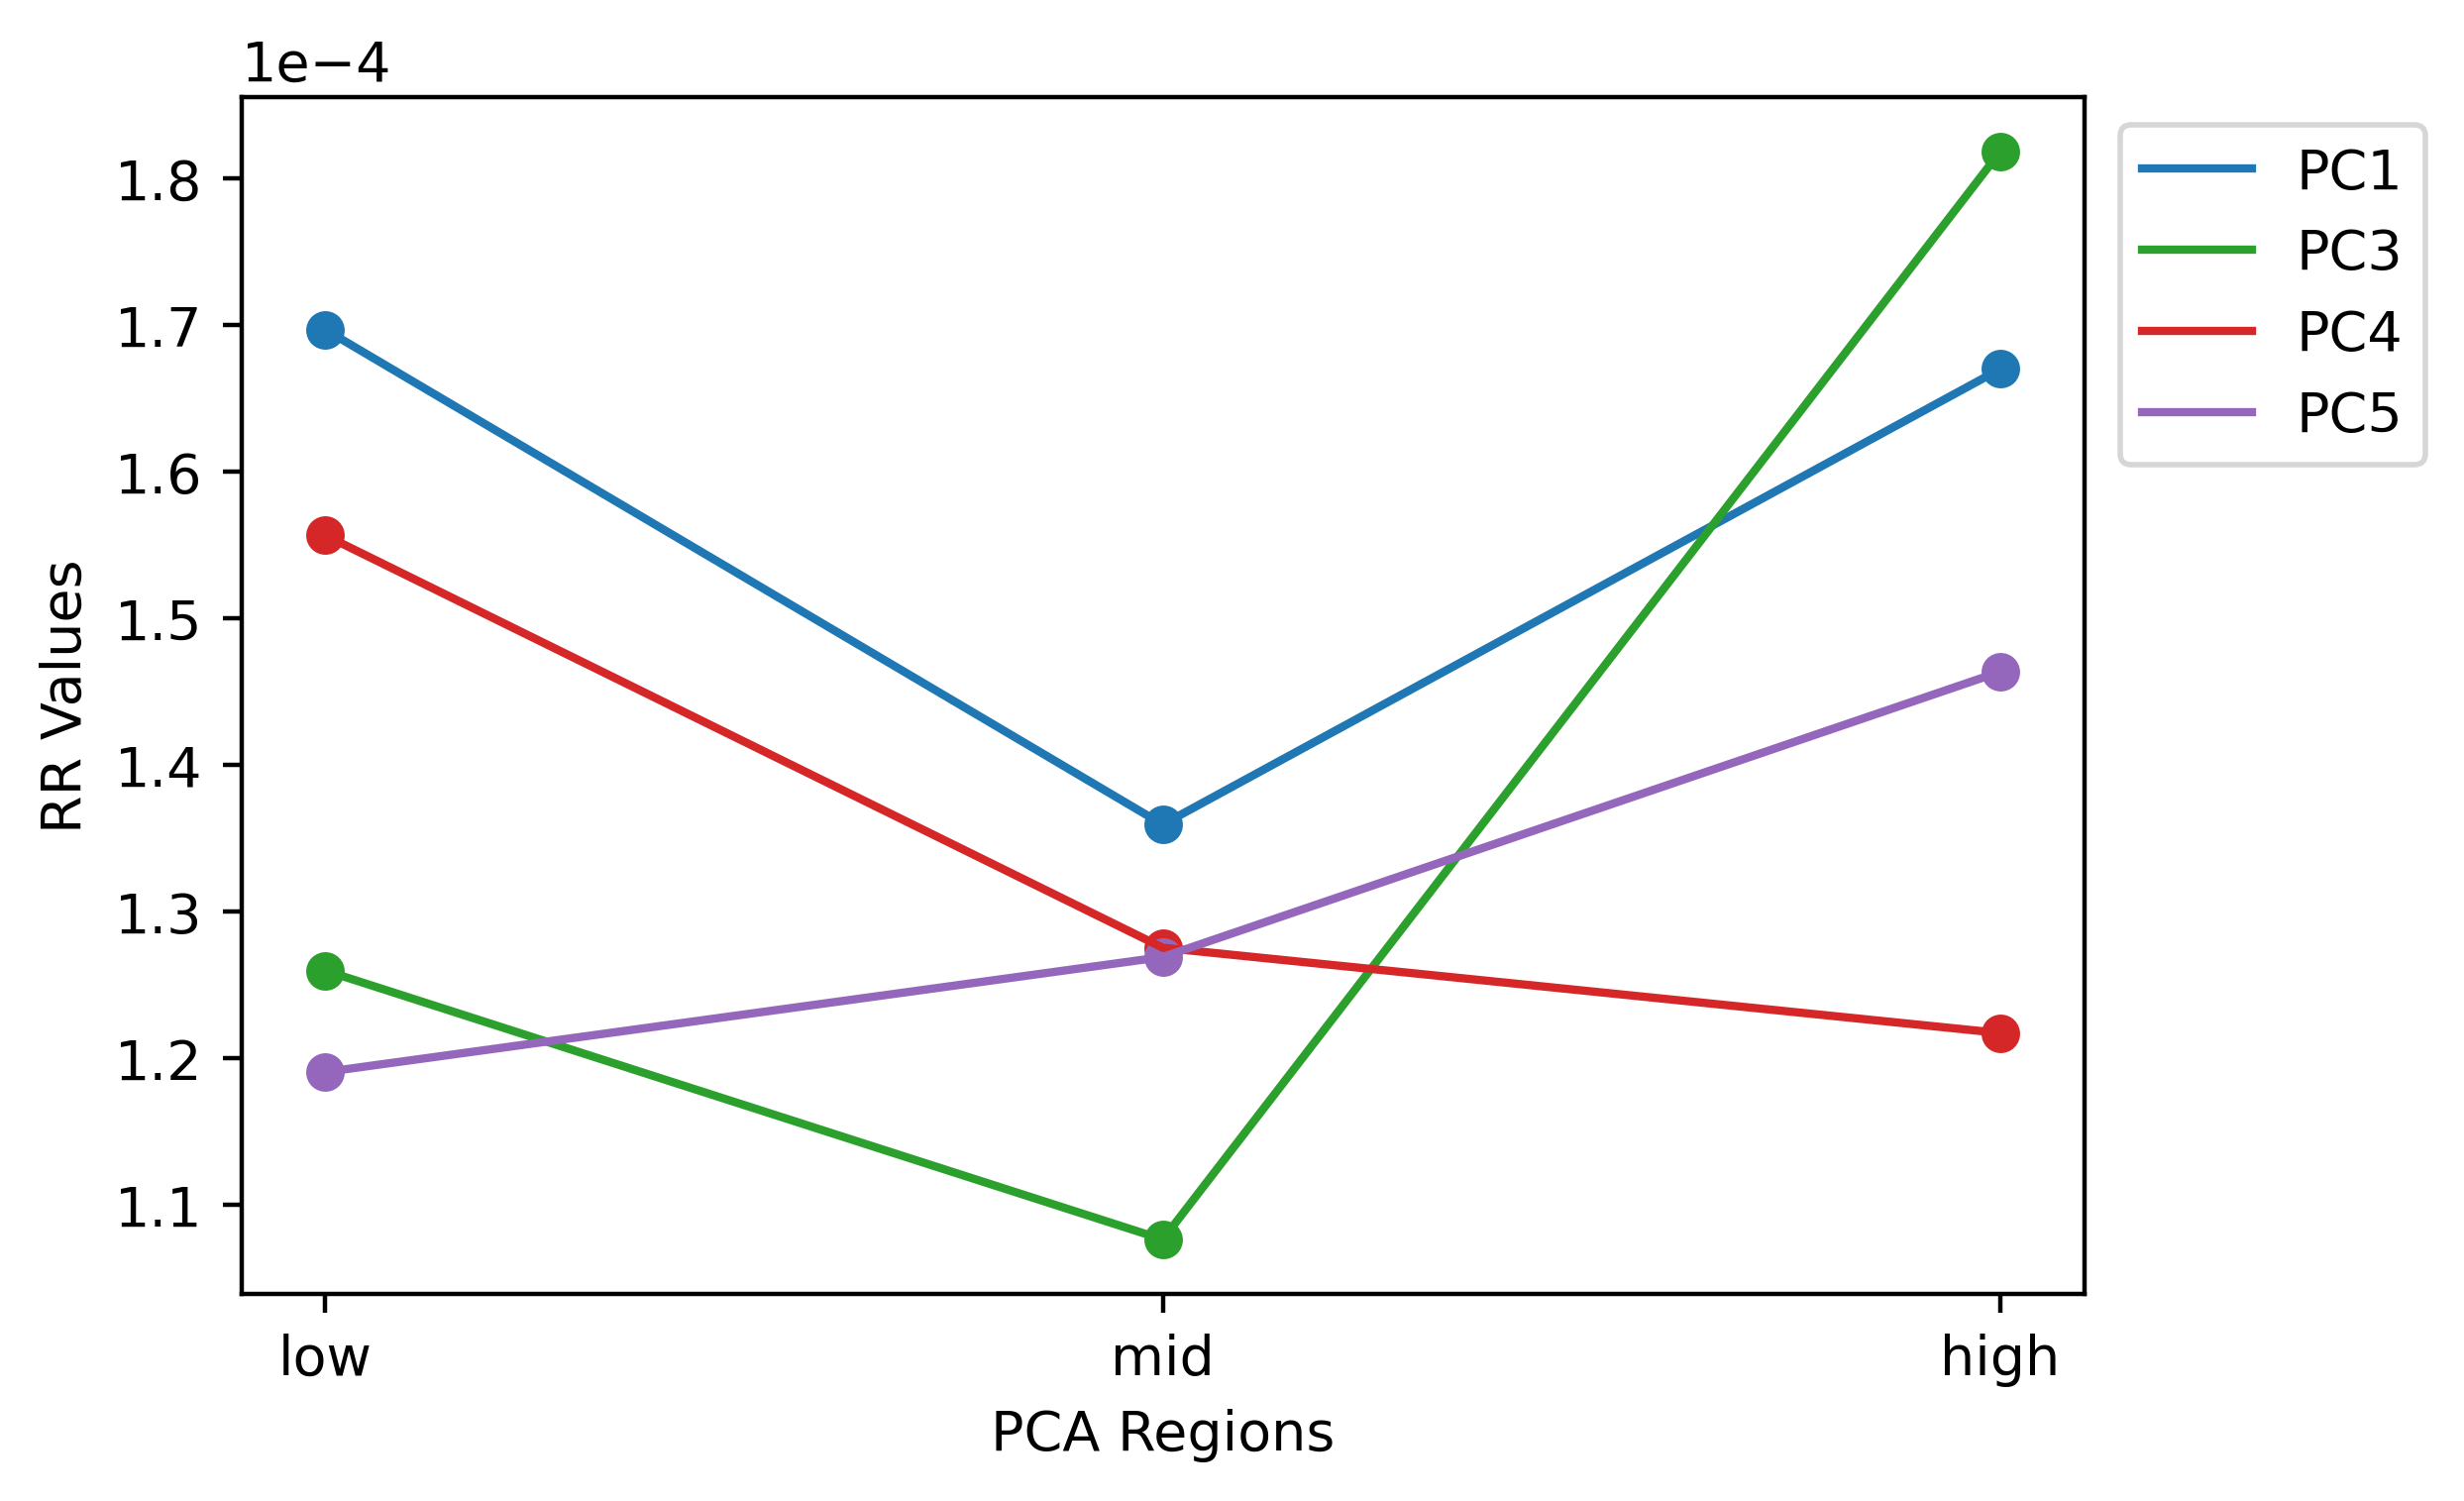 1e−4
1.8
1.7
1.6
1.5
1.4
1.3
1.2
1.1
RR Values
low
mid
high
PCA Regions
PC1
PC3
PC4
PC5